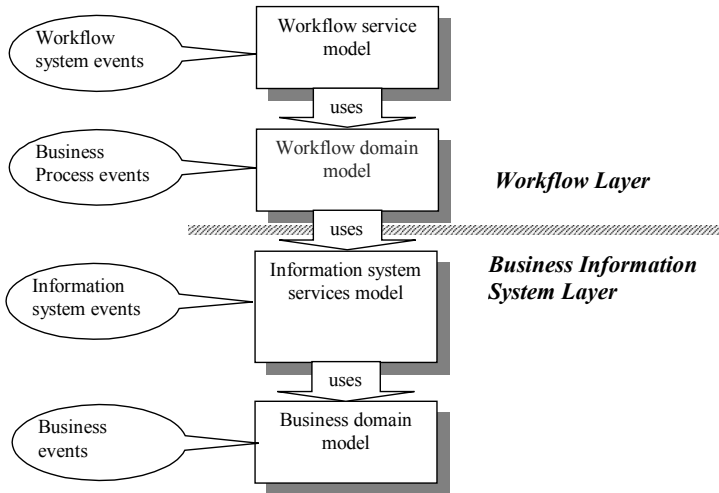 Workflow
system events
Workflow service
model
uses
Business
Process events
Workflow domain
model
Workflow Layer
uses
Information
system events
Information system
services model
Business Information
System Layer
uses
Business
events
Business domain
model